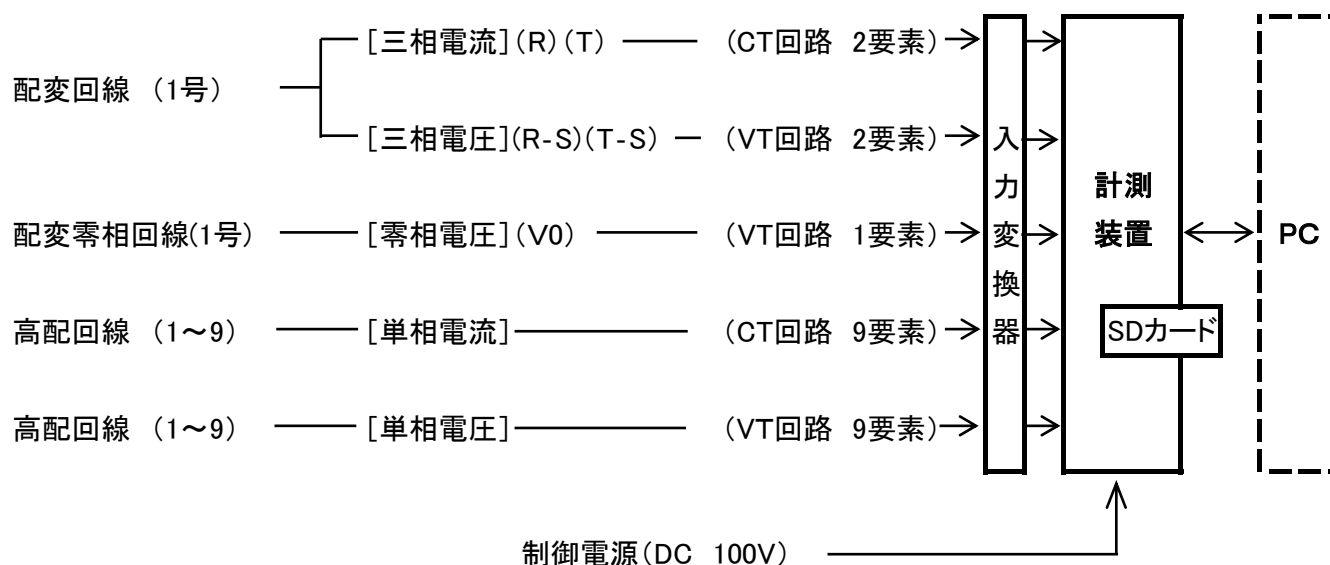 [三相電流](R)(T) (CT回路 2要素)
配変回線 (1号)
[三相電圧](R-S)(T-S) (VT回路 2要素)
配変零相回線(1号) [零相電圧](V0) (VT回路 1要素)
高配回線 (1～9) [単相電流] (CT回路 9要素)
高配回線 (1～9) [単相電圧] (VT回路 9要素)
入力変換器
計測
装置
SDカード
PC
制御電源(DC 100V)